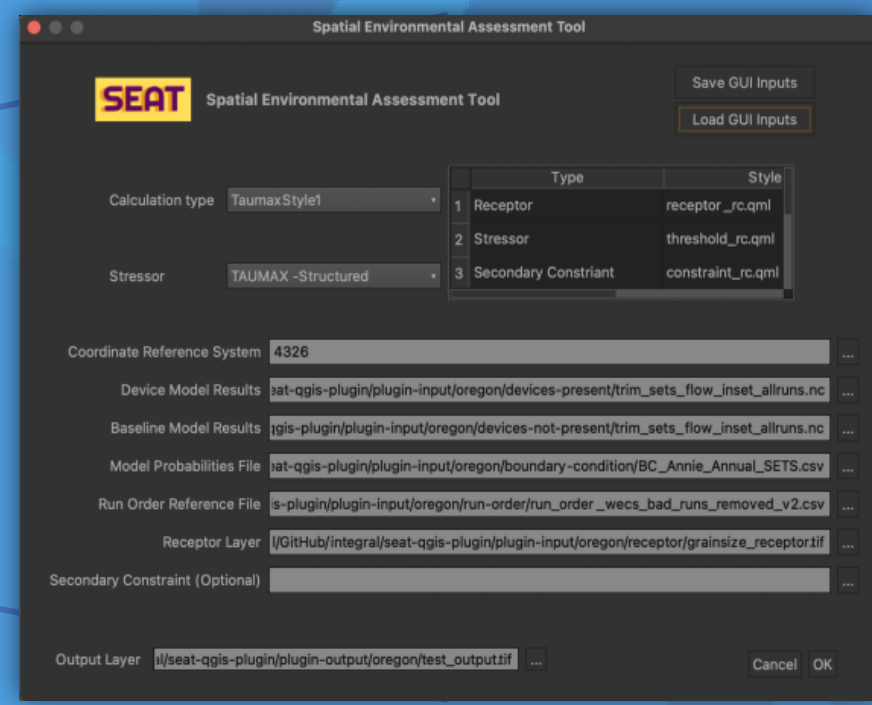 Spatial Environmental Assessment Tool
SEAT
Spatial Environmental Assessment Tool
Save GUI Inputs
Load GUI Inputs
Calculation type TaumaxStyle1
Stressor TAUMAX -Structured
Type Style
1 Receptor receptor_rc.qml
2 Stressor threshold_rc.qml
3 Secondary Constriant constraint_rc.qml
Coordinate Reference System 4326 ...
Device Model Results eat-qgis-plugin/plugin-input/oregon/devices-present/trim_sets_flow_inset_allruns.nc ...
Baseline Model Results qgis-plugin/plugin-input/oregon/devices-not-present/trim_sets_flow_inset_allruns.nc ...
Model Probabilities File eat-qgis-plugin/plugin-input/oregon/boundary-condition/BC_Annie_Annual_SETS.csv ...
Run Order Reference File is-plugin/plugin-input/oregon/run-order/run_order_wecs_bad_runs_removed_v2.csv ...
Receptor Layer l/GitHub/integral/seat-qgis-plugin/plugin-input/oregon/receptor/grainsize_receptor.tif ...
Secondary Constraint (Optional) ...
Output Layer al/seat-qgis-plugin/plugin-output/oregon/test_output.tif ...
Cancel OK